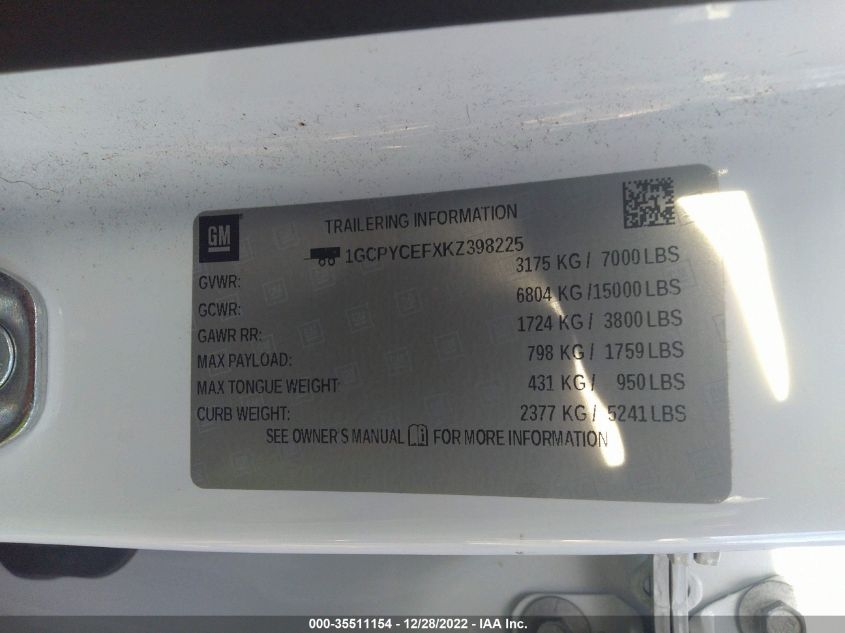 GM
TRAILERING INFORMATION
1GCPYCEFXKZ398225
GVWR: 3175 KG / 7000 LBS
GCWR: 6804 KG /15000 LBS
GAWR RR: 1724 KG / 3800 LBS
MAX PAYLOAD: 798 KG / 1759 LBS
MAX TONGUE WEIGHT 431 KG / 950 LBS
CURB WEIGHT: 2377 KG / 5241 LBS
SEE OWNER'S MANUAL FOR MORE INFORMATION
000-35511154 - 12/28/2022 - IAA Inc.